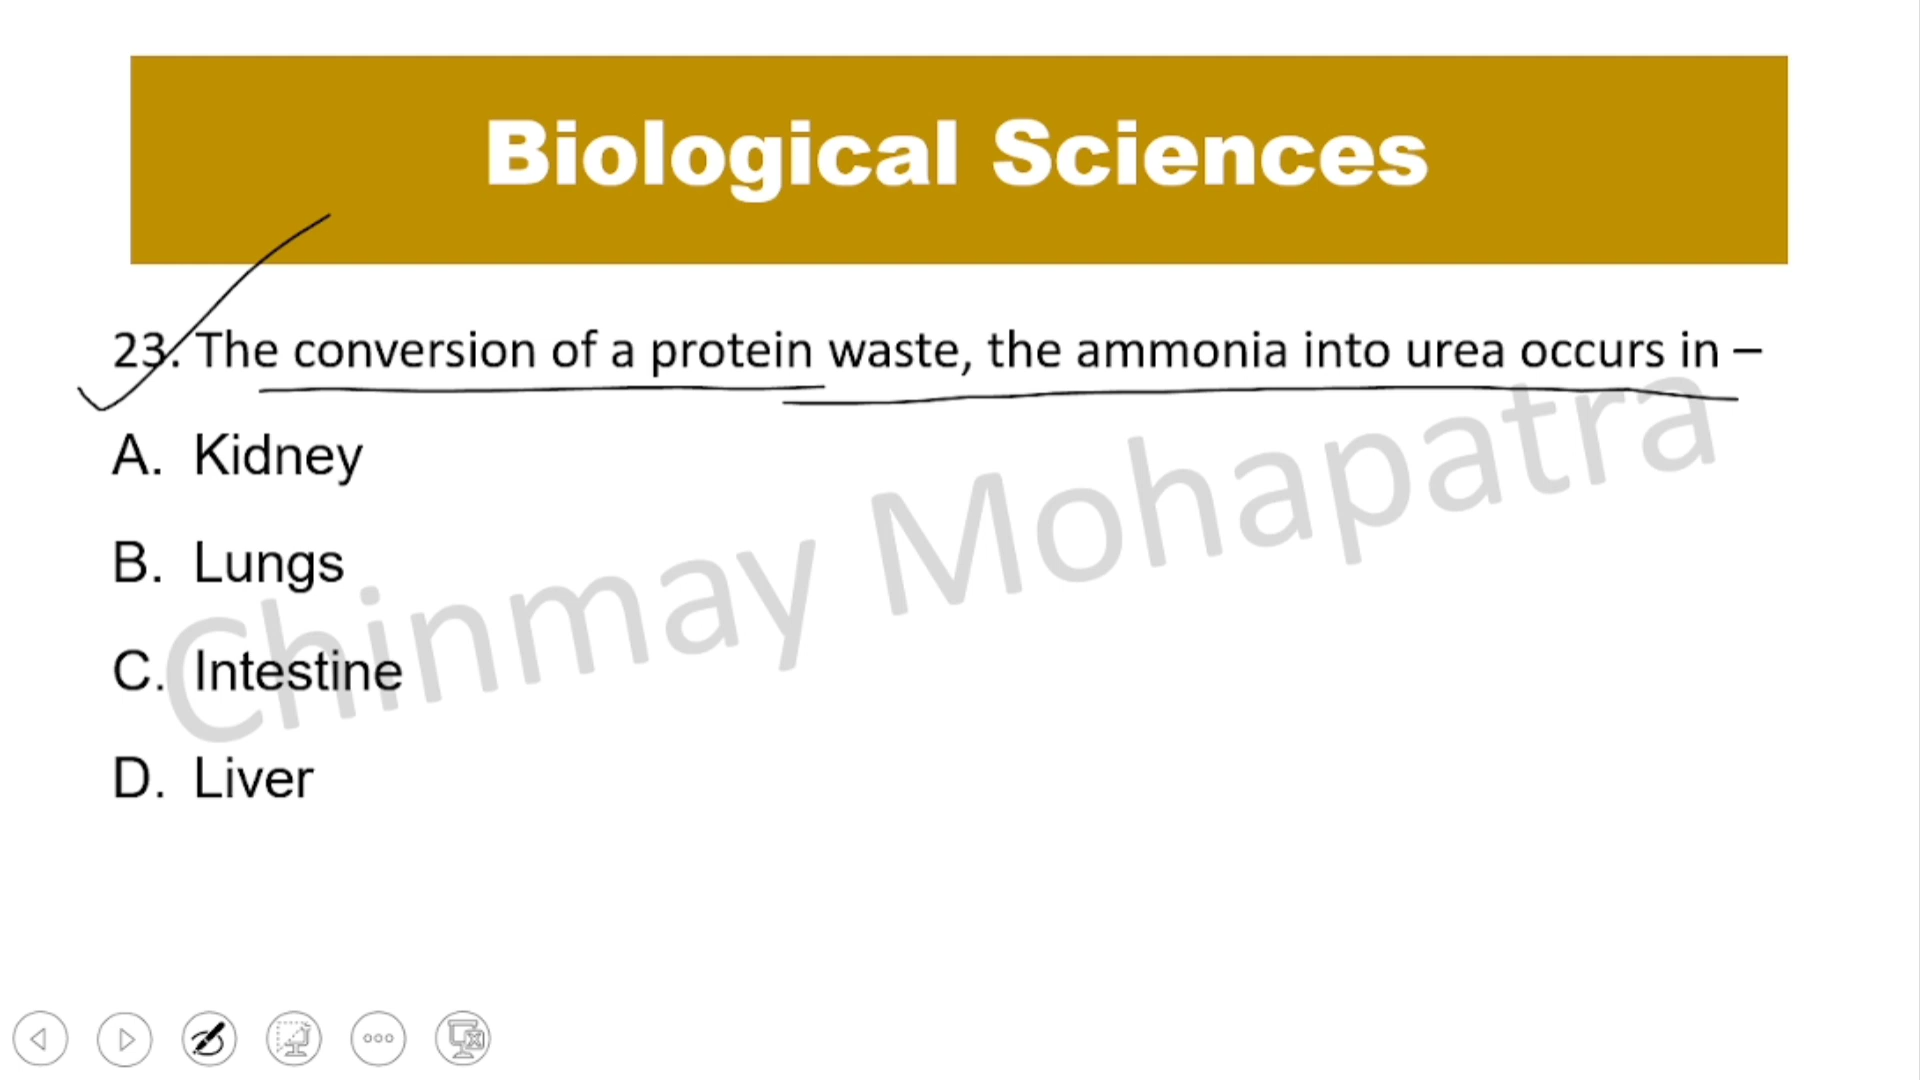 Biological Sciences
23. The conversion of a protein waste, the ammonia into urea occurs in –
A. Kidney
B. Lungs
C. Intestine
D. Liver
Chinmay Mohapatra